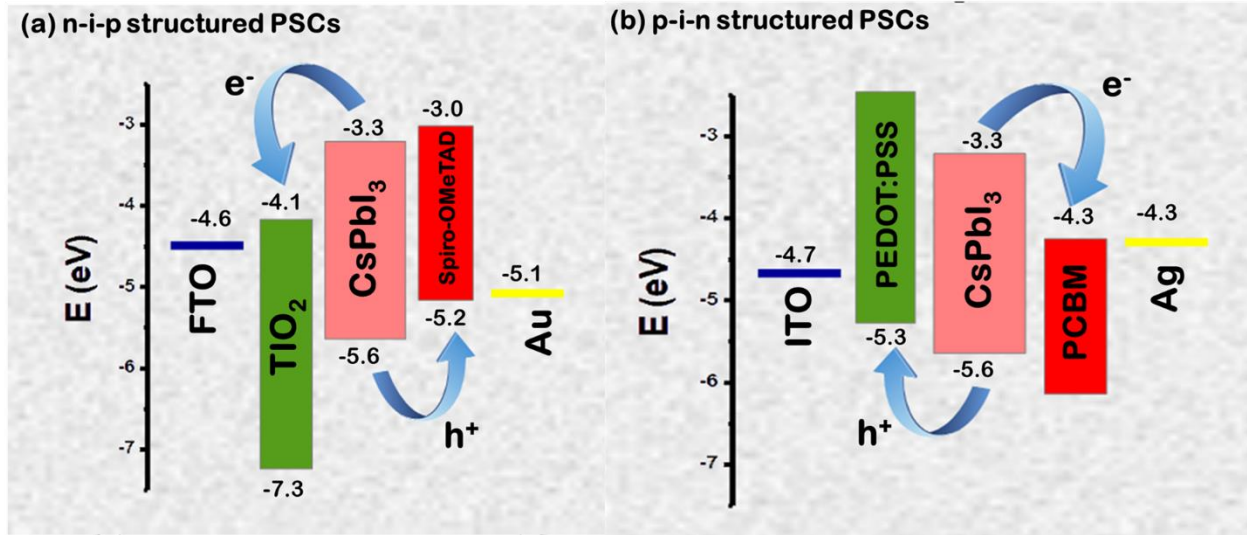 (a) n-i-p structured PSCs
e⁻
-3.3
-3.0
-3
-4.1
-4
-4.6
FTO
TIO₂
CsPbI₃
Spiro-OMeTAD
E (eV)
-5
-5.1
-5.2
Au
-5.6
-6
h⁺
-7
-7.3
(b) p-i-n structured PSCs
e⁻
-3
-3.3
PEDOT:PSS
CsPbI₃
-4
-4.3
-4.3
-4.7
ITO
PCBM
Ag
E (eV)
-5
-5.3
-5.6
-6
h⁺
-7